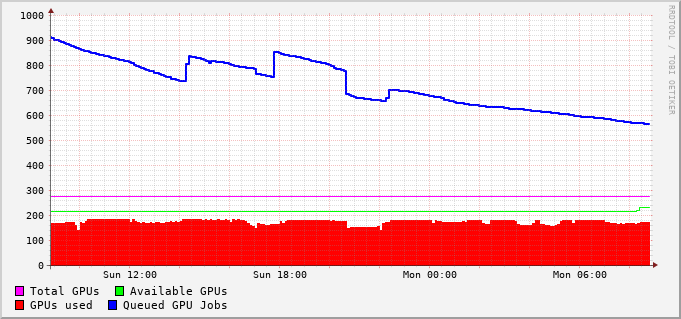 1000
900
800
700
600
500
400
300
200
100
0
Sun 12:00 Sun 18:00 Mon 00:00 Mon 06:00
Total GPUs Available GPUs
GPUs used Queued GPU Jobs
RRDTOOL / TOBI OETIKER